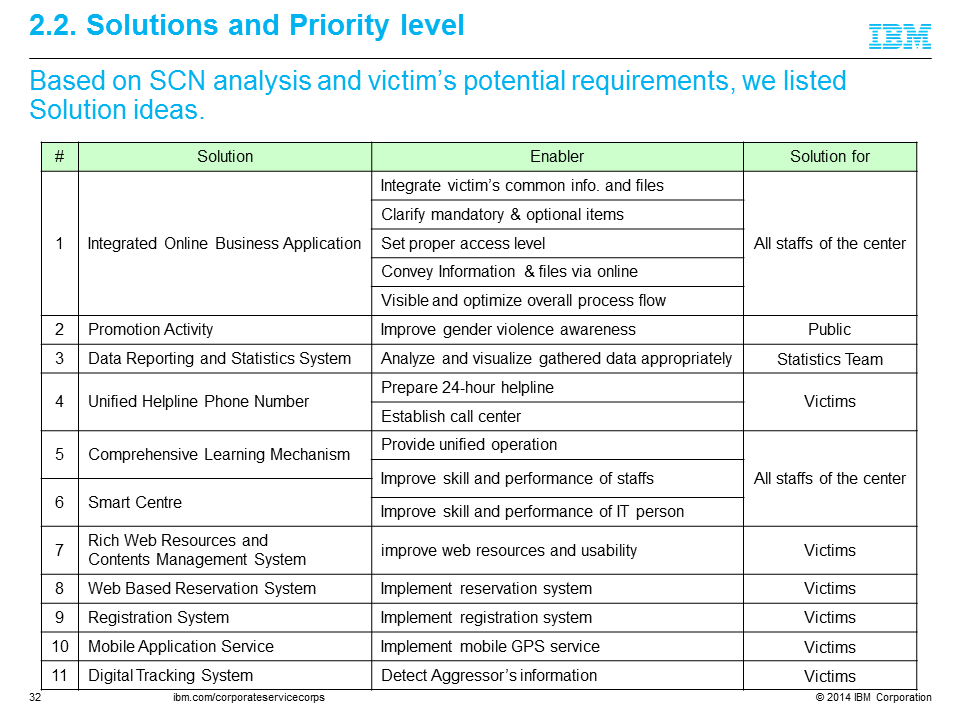 2.2. Solutions and Priority level
IBM
Based on SCN analysis and victim's potential requirements, we listed
Solution ideas.
# Solution Enabler Solution for
1 Integrated Online Business Application All staffs of the center
Integrate victim's common info. and files
Clarify mandatory & optional items
Set proper access level
Convey Information & files via online
Visible and optimize overall process flow
2 Promotion Activity Improve gender violence awareness Public
3 Data Reporting and Statistics System Analyze and visualize gathered data appropriately Statistics Team
4 Unified Helpline Phone Number Victims
Prepare 24-hour helpline
Establish call center
5 Comprehensive Learning Mechanism All staffs of the center
Provide unified operation
Improve skill and performance of staffs
6 Smart Centre
Improve skill and performance of IT person
7 Rich Web Resources and
Contents Management System improve web resources and usability Victims
8 Web Based Reservation System Implement reservation system Victims
9 Registration System Implement registration system Victims
10 Mobile Application Service Implement mobile GPS service Victims
11 Digital Tracking System Detect Aggressor's information Victims
32 ibm.com/corporateservicecorps © 2014 IBM Corporation